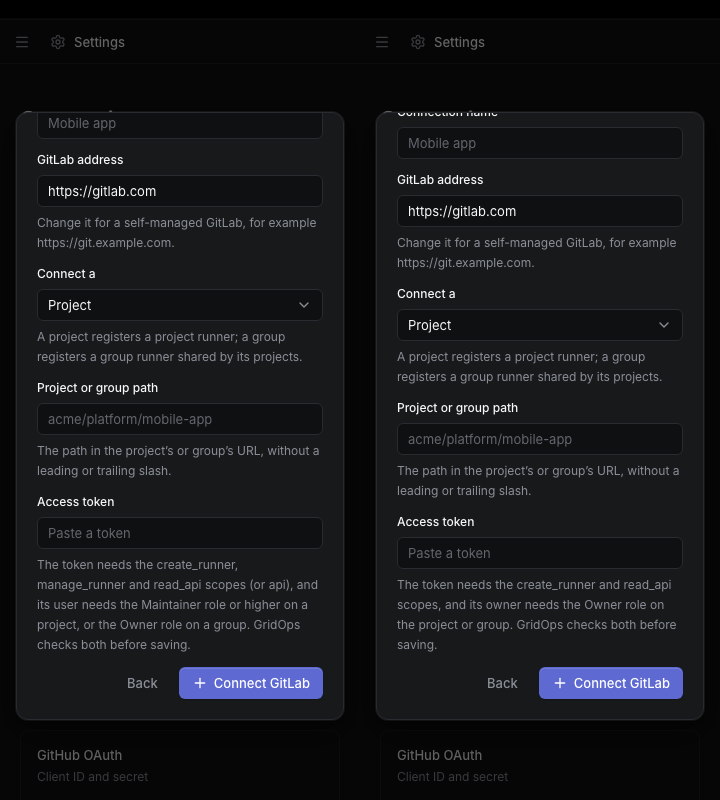 Settings
Mobile app
GitLab address
https://gitlab.com
Change it for a self-managed GitLab, for example
https://git.example.com.
Connect a
Project
A project registers a project runner; a group
registers a group runner shared by its projects.
Project or group path
acme/platform/mobile-app
The path in the project’s or group’s URL, without a
leading or trailing slash.
Access token
Paste a token
The token needs the create_runner,
manage_runner and read_api scopes (or api), and
its user needs the Maintainer role or higher on a
project, or the Owner role on a group. GridOps
checks both before saving.
Back
Connect GitLab
GitHub OAuth
Client ID and secret
Settings
Connection name
Mobile app
GitLab address
https://gitlab.com
Change it for a self-managed GitLab, for example
https://git.example.com.
Connect a
Project
A project registers a project runner; a group
registers a group runner shared by its projects.
Project or group path
acme/platform/mobile-app
The path in the project’s or group’s URL, without a
leading or trailing slash.
Access token
Paste a token
The token needs the create_runner and read_api
scopes, and its owner needs the Owner role on
the project or group. GridOps checks both before
saving.
Back
Connect GitLab
GitHub OAuth
Client ID and secret